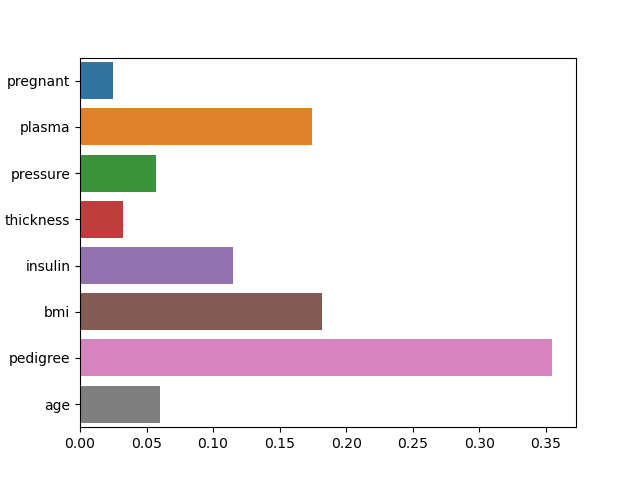 pregnant
plasma
pressure
thickness
insulin
bmi
pedigree
age
0.00 0.05 0.10 0.15 0.20 0.25 0.30 0.35